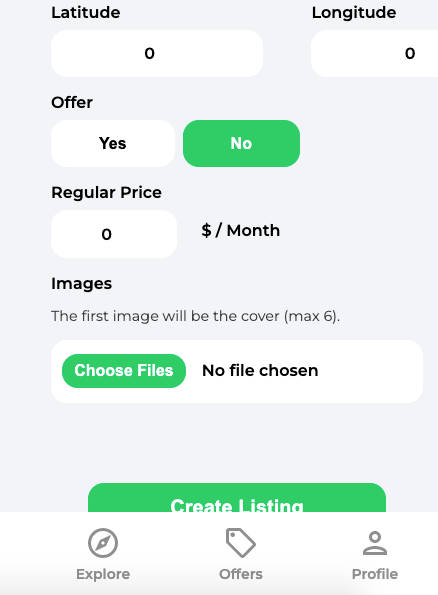 Latitude Longitude
0 0
Offer
Yes No
Regular Price
0 $ / Month
Images
The first image will be the cover (max 6).
Choose Files No file chosen
Create Listing
Explore Offers Profile